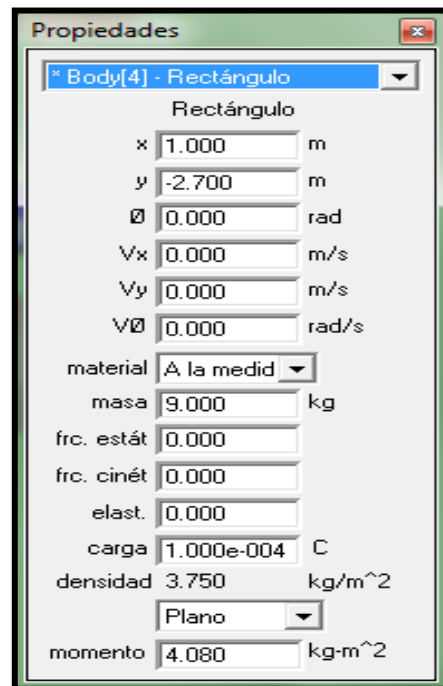 Propiedades
* Body[4] - Rectángulo
Rectángulo
x 1.000 m
y -2.700 m
Ø 0.000 rad
Vx 0.000 m/s
Vy 0.000 m/s
VØ 0.000 rad/s
material A la medid
masa 9.000 kg
frc. estát 0.000
frc. cinét 0.000
elast. 0.000
carga 1.000e-004 C
densidad 3.750 kg/m^2
Plano
momento 4.080 kg-m^2